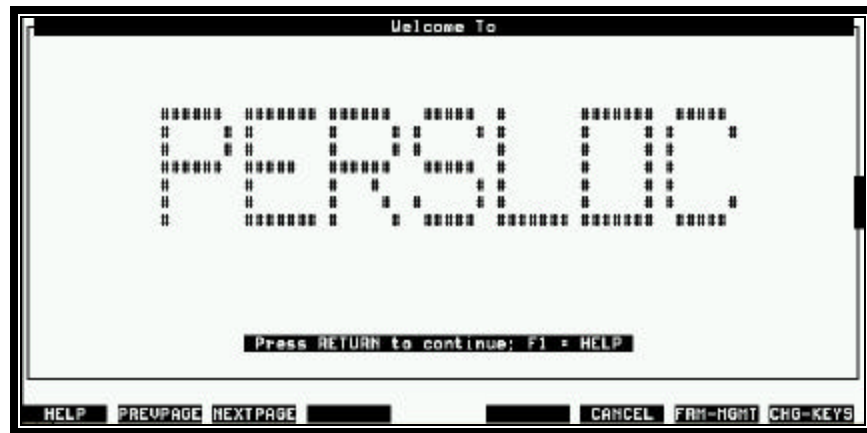 Welcome To
PERSLOC
Press RETURN to continue; F1 = HELP
HELP PREVPAGE NEXTPAGE CANCEL FRM-MGMT CHG-KEYS